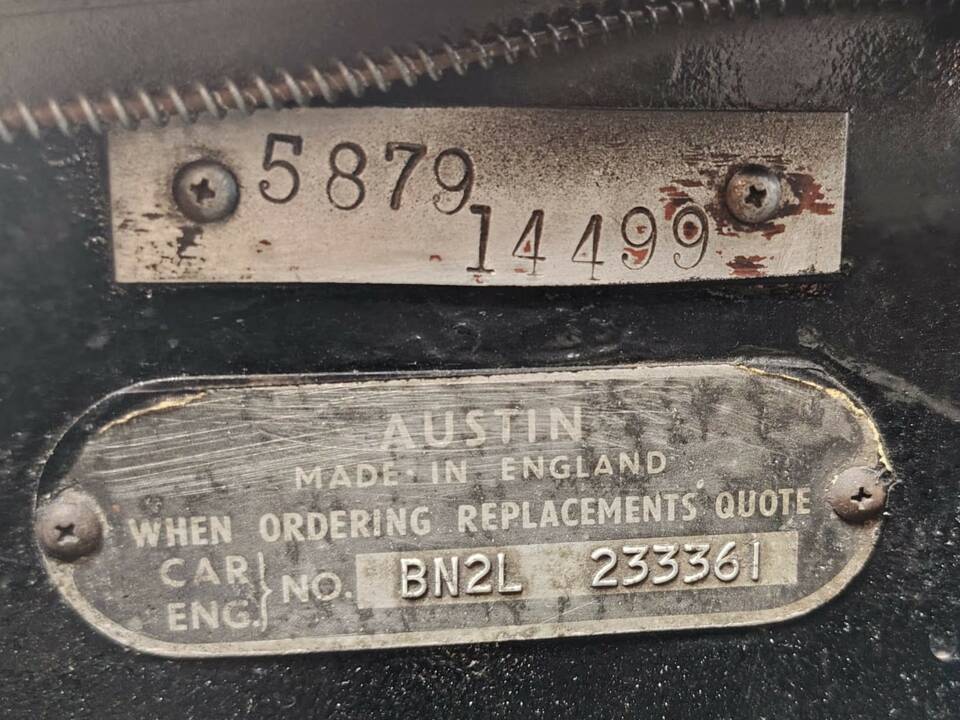 5879
14499
AUSTIN
MADE · IN ENGLAND
WHEN ORDERING REPLACEMENTS QUOTE
CAR
ENG. } NO. BN2L 233361